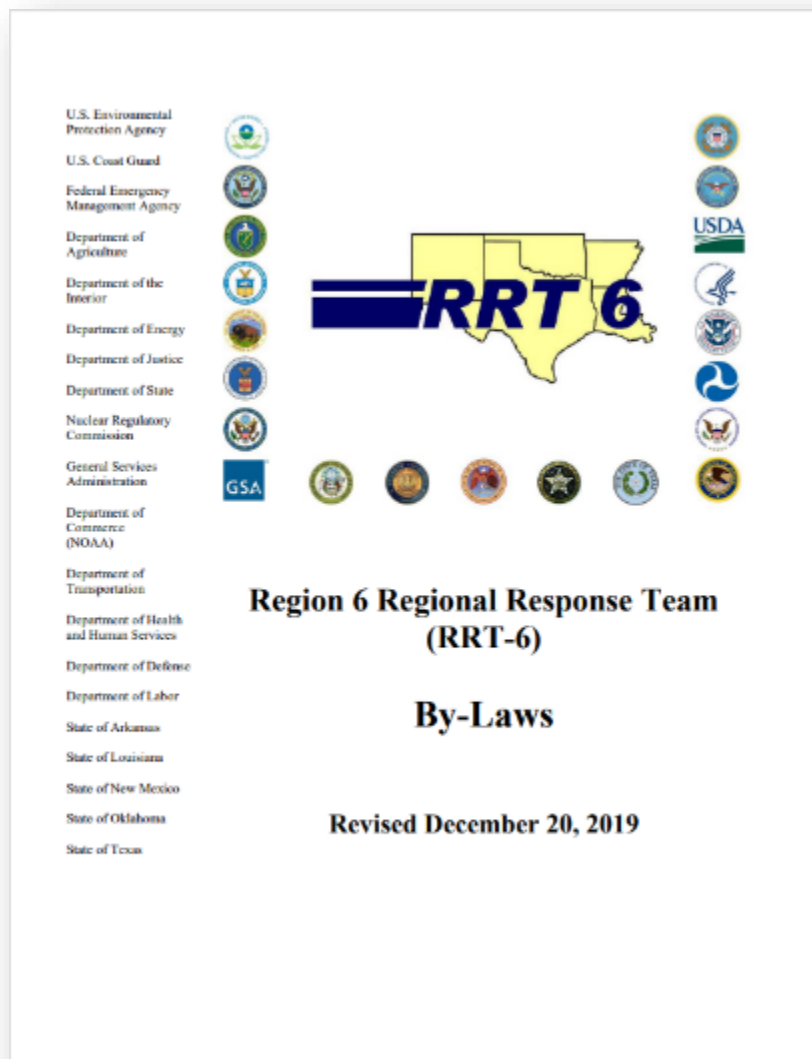 U.S. Environmental
Protection Agency
U.S. Coast Guard
Federal Emergency
Management Agency
Department of
Agriculture
Department of the
Interior
Department of Energy
Department of Justice
Department of State
Nuclear Regulatory
Commission
General Services
Administration
Department of
Commerce
(NOAA)
Department of
Transportation
Department of Health
and Human Services
Department of Defense
Department of Labor
State of Arkansas
State of Louisiana
State of New Mexico
State of Oklahoma
State of Texas
USDA
RRT 6
GSA
Region 6 Regional Response Team
(RRT-6)
By-Laws
Revised December 20, 2019